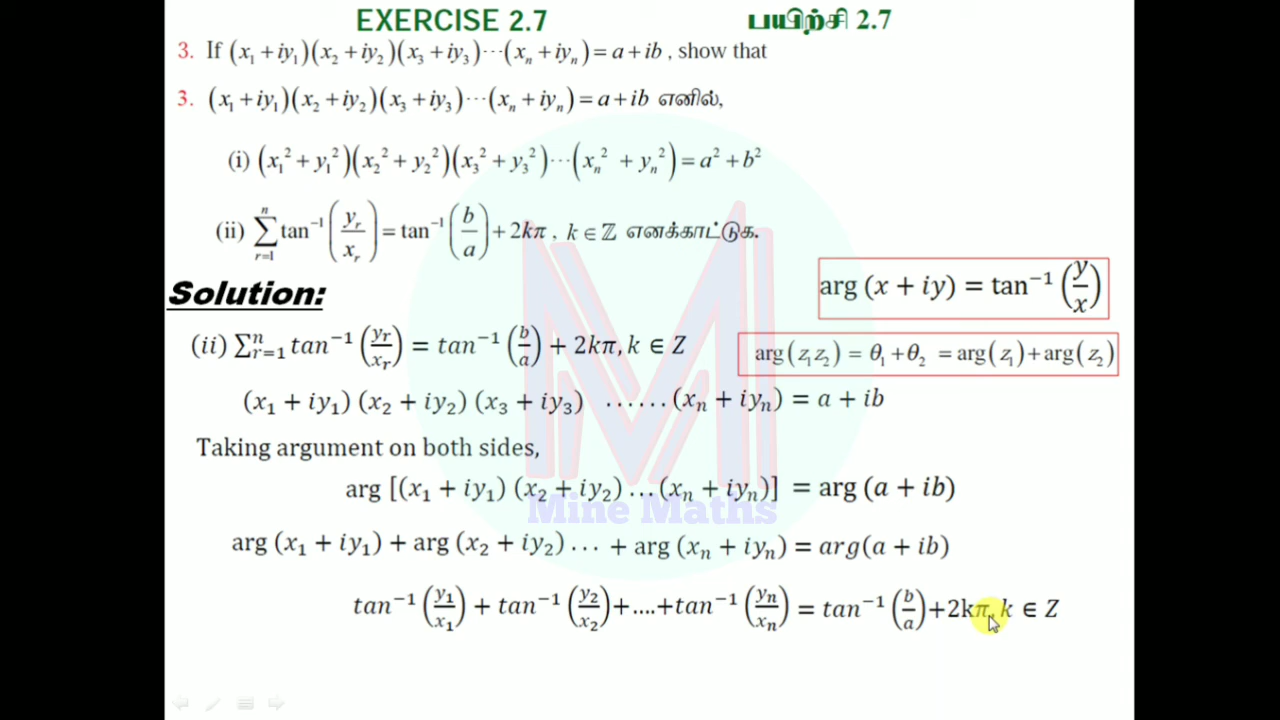 EXERCISE 2.7 பயிற்சி 2.7
3. If (x₁ + iy₁)(x₂ + iy₂)(x₃ + iy₃)···(xₙ + iyₙ) = a + ib , show that
3. (x₁ + iy₁)(x₂ + iy₂)(x₃ + iy₃)···(xₙ + iyₙ) = a + ib எனில்,
(i) (x₁² + y₁²)(x₂² + y₂²)(x₃² + y₃²)···(xₙ² + yₙ²) = a² + b²
(ii) ∑ᵣ₌₁ⁿ tan⁻¹(yᵣ/xᵣ) = tan⁻¹(b/a) + 2kπ , k ∈ ℤ எனக்காட்டுக.
Solution:
arg (x + iy) = tan⁻¹ (y/x)
(ii) ∑ᵣ₌₁ⁿ tan⁻¹ (yᵣ/xᵣ) = tan⁻¹ (b/a) + 2kπ, k ∈ Z
arg(z₁z₂) = θ₁ + θ₂ = arg(z₁) + arg(z₂)
(x₁ + iy₁) (x₂ + iy₂) (x₃ + iy₃) ......(xₙ + iyₙ) = a + ib
Taking argument on both sides,
arg [(x₁ + iy₁) (x₂ + iy₂) ...(xₙ + iyₙ)] = arg (a + ib)
Mine Maths
arg (x₁ + iy₁) + arg (x₂ + iy₂) ... + arg (xₙ + iyₙ) = arg(a + ib)
tan⁻¹ (y₁/x₁) + tan⁻¹ (y₂/x₂) +....+tan⁻¹ (yₙ/xₙ) = tan⁻¹ (b/a) +2kπ, k ∈ Z